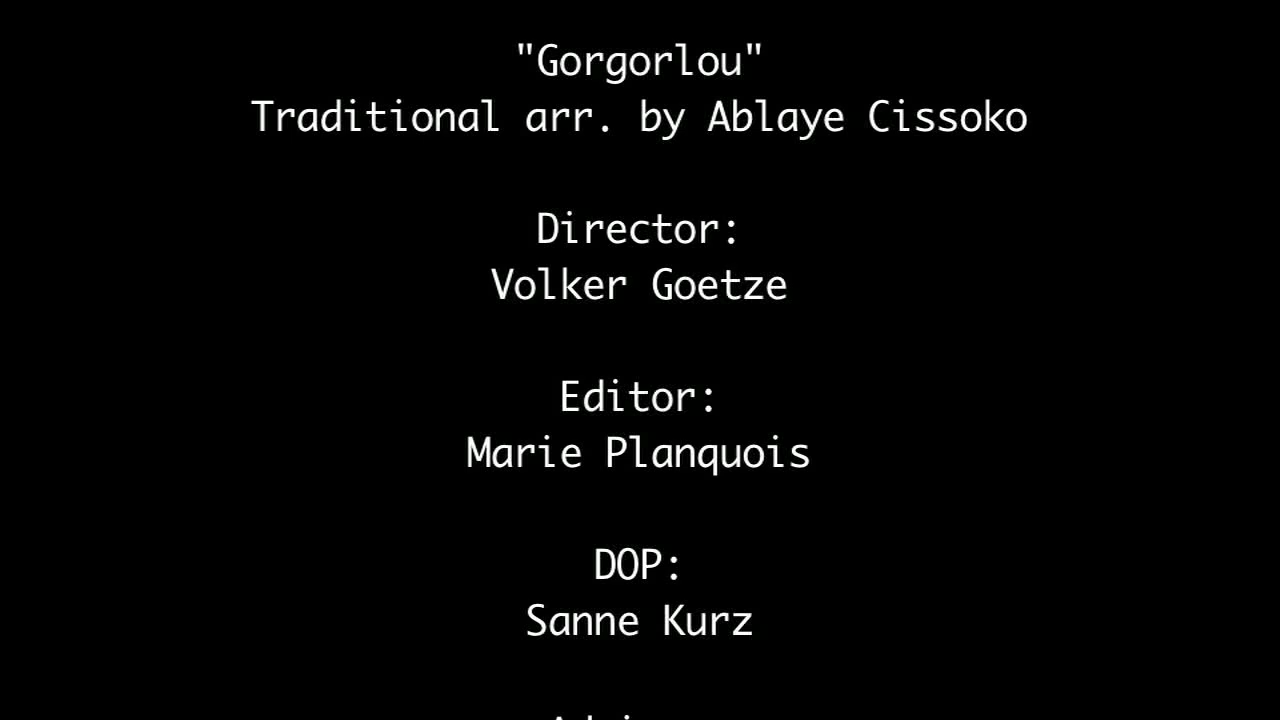 "Gorgorlou"
Traditional arr. by Ablaye Cissoko
Director:
Volker Goetze
Editor:
Marie Planquois
DOP:
Sanne Kurz